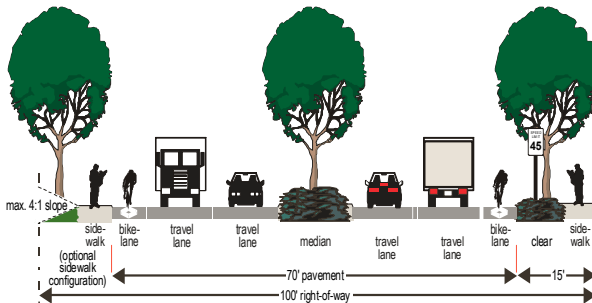 SPEED
LIMIT
45
max. 4:1 slope
side-
walk
(optional
sidewalk
configuration)
bike-
lane
travel
lane
travel
lane
median
travel
lane
travel
lane
bike-
lane
clear
side-
walk
70' pavement
15'
100' right-of-way